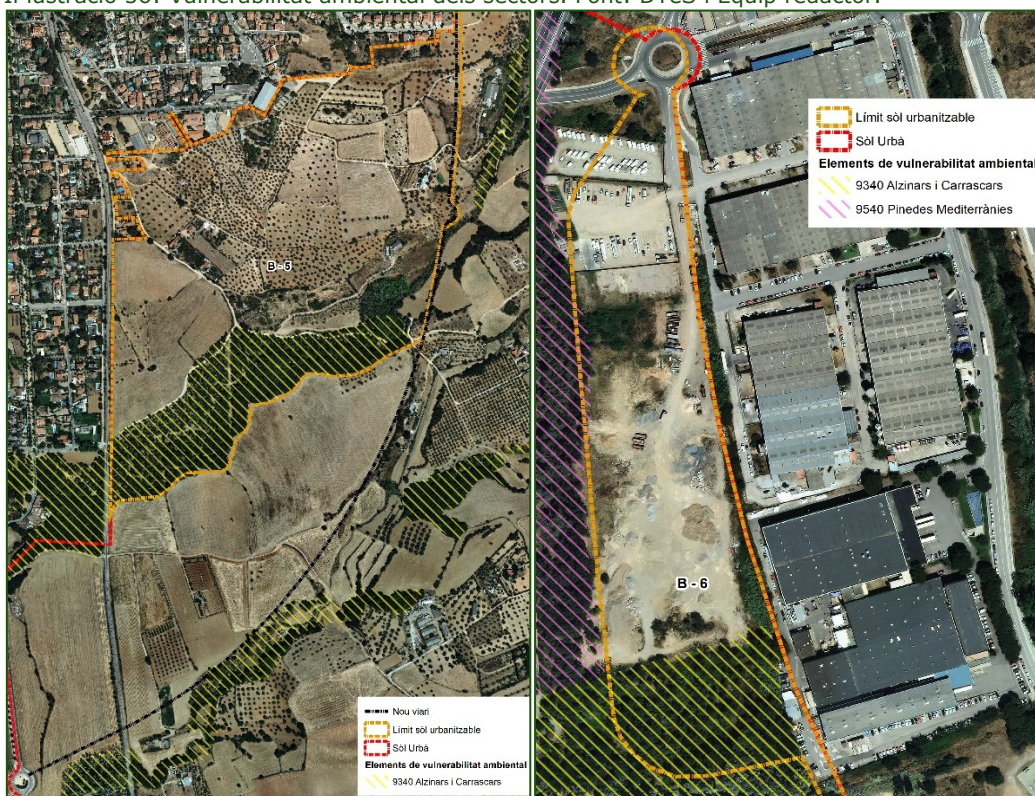 Il·lustració Vulnerabilitat ambiental dels sectors. Font: i Equip redactor.
B - 5
Nou viari
Límit sòl urbanitzable
Sòl Urbà
Elements de vulnerabilitat ambiental
9340 Alzinars i Carrascars
Límit sòl urbanitzable
Sòl Urbà
Elements de vulnerabilitat ambiental
9340 Alzinars i Carrascars
9540 Pinedes Mediterrànies
B - 6